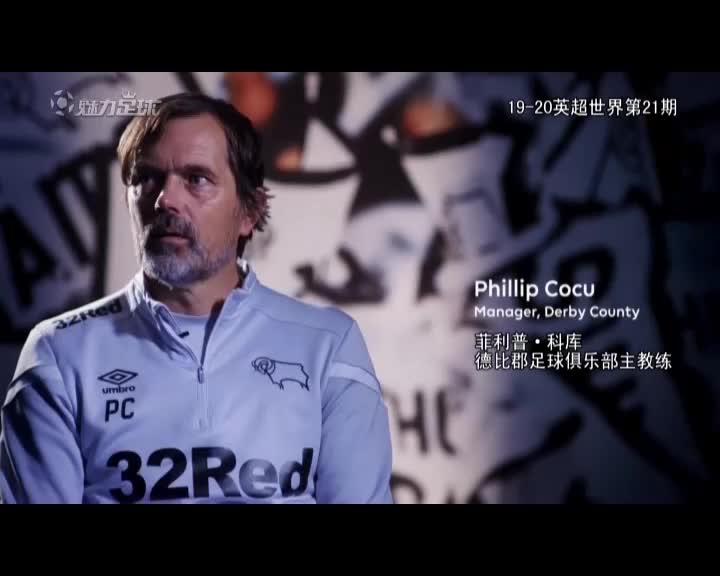 魅力足球
19-20英超世界第21期
Phillip Cocu
Manager, Derby County
菲利普·科库
德比郡足球俱乐部主教练
32Red
umbro
PC
32Red
THE